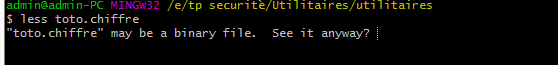 admin@admin-PC MINGW32 /e/tp securite/Utilitaires/utilitaires
$ less toto.chiffre
"toto.chiffre" may be a binary file.  See it anyway?